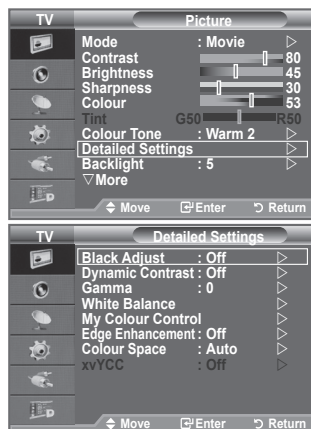 TV Picture
Mode : Movie ▷
Contrast 80
Brightness 45
Sharpness 30
Colour 53
Tint G50 R50
Colour Tone : Warm 2 ▷
Detailed Settings ▷
Backlight : 5 ▷
▽More
Move Enter Return
TV Detailed Settings
Black Adjust : Off ▷
Dynamic Contrast : Off ▷
Gamma : 0 ▷
White Balance ▷
My Colour Control ▷
Edge Enhancement : Off ▷
Colour Space : Auto ▷
xvYCC : Off ▷
Move Enter Return